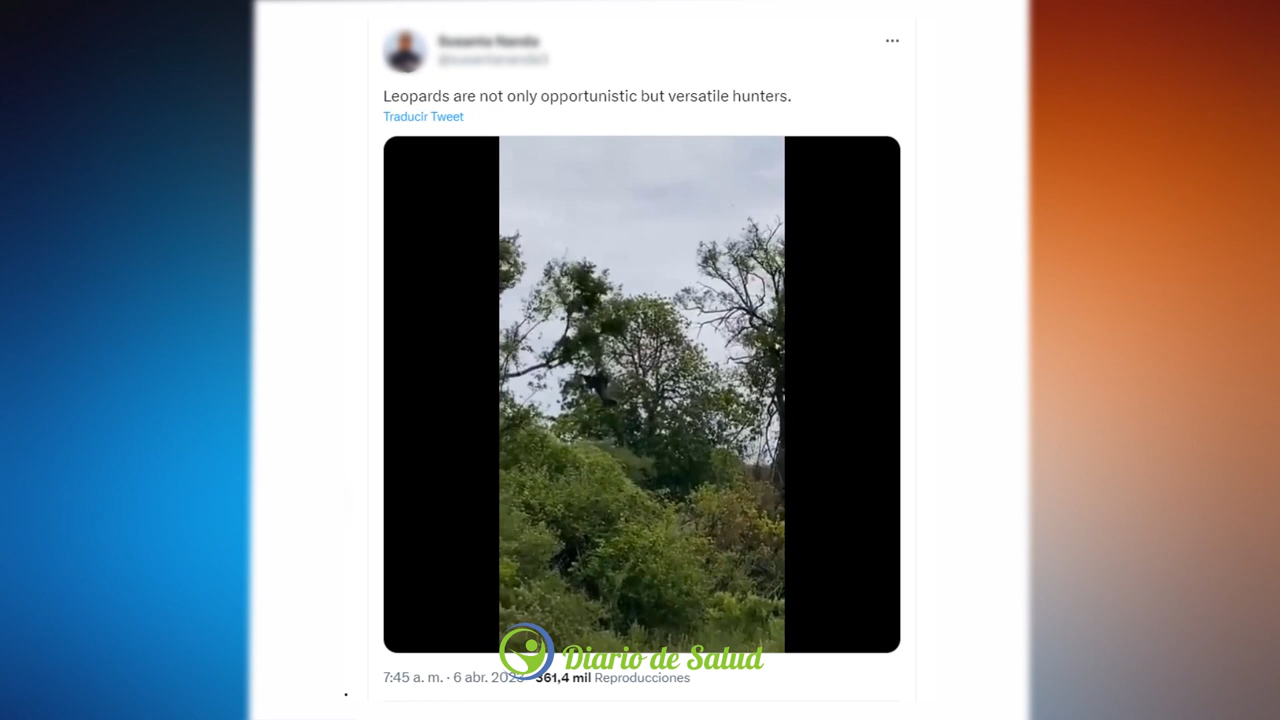 Leopards are not only opportunistic but versatile hunters.
Traducir Tweet
Diario de Salud
7:45 a. m. · 6 abr. 2023 361,4 mil Reproducciones